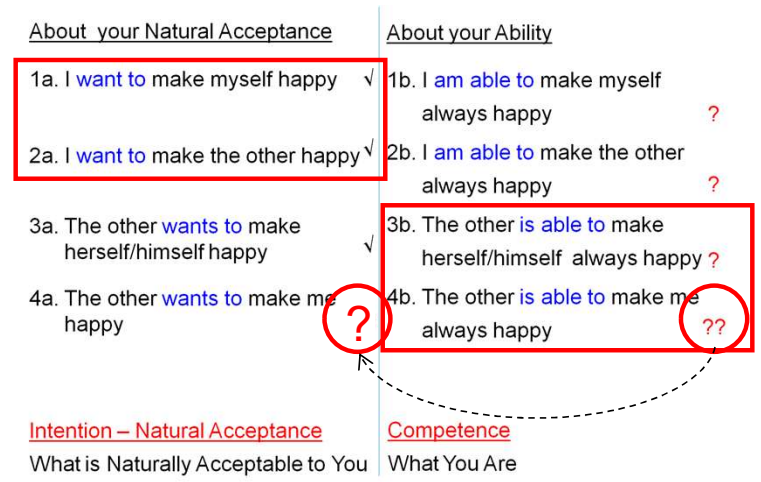 About your Natural Acceptance
1a. I want to make myself happy √
2a. I want to make the other happy √
3a. The other wants to make
herself/himself happy √
4a. The other wants to make me
happy ?
Intention – Natural Acceptance
What is Naturally Acceptable to You
About your Ability
1b. I am able to make myself
always happy ?
2b. I am able to make the other
always happy ?
3b. The other is able to make
herself/himself always happy ?
4b. The other is able to make me
always happy ??
Competence
What You Are